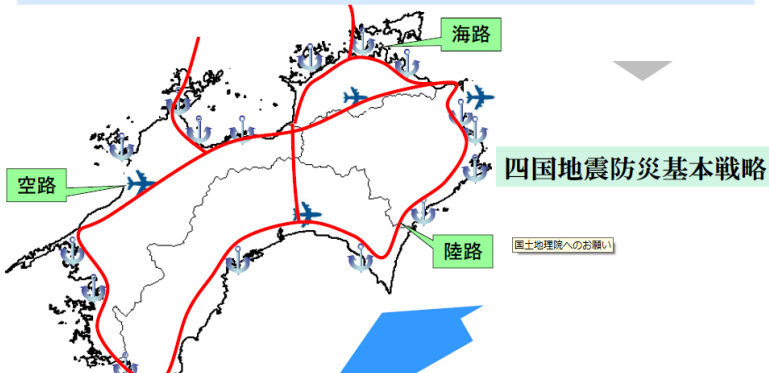 海路
四国地震防災基本戦略
空路
陸路
国土地理院へのお願い